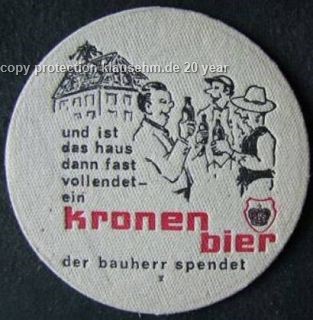 copy protection klausehm.de 20 year
und ist
das haus
dann fast
vollendet-
ein
kronen
bier
der bauherr spendet